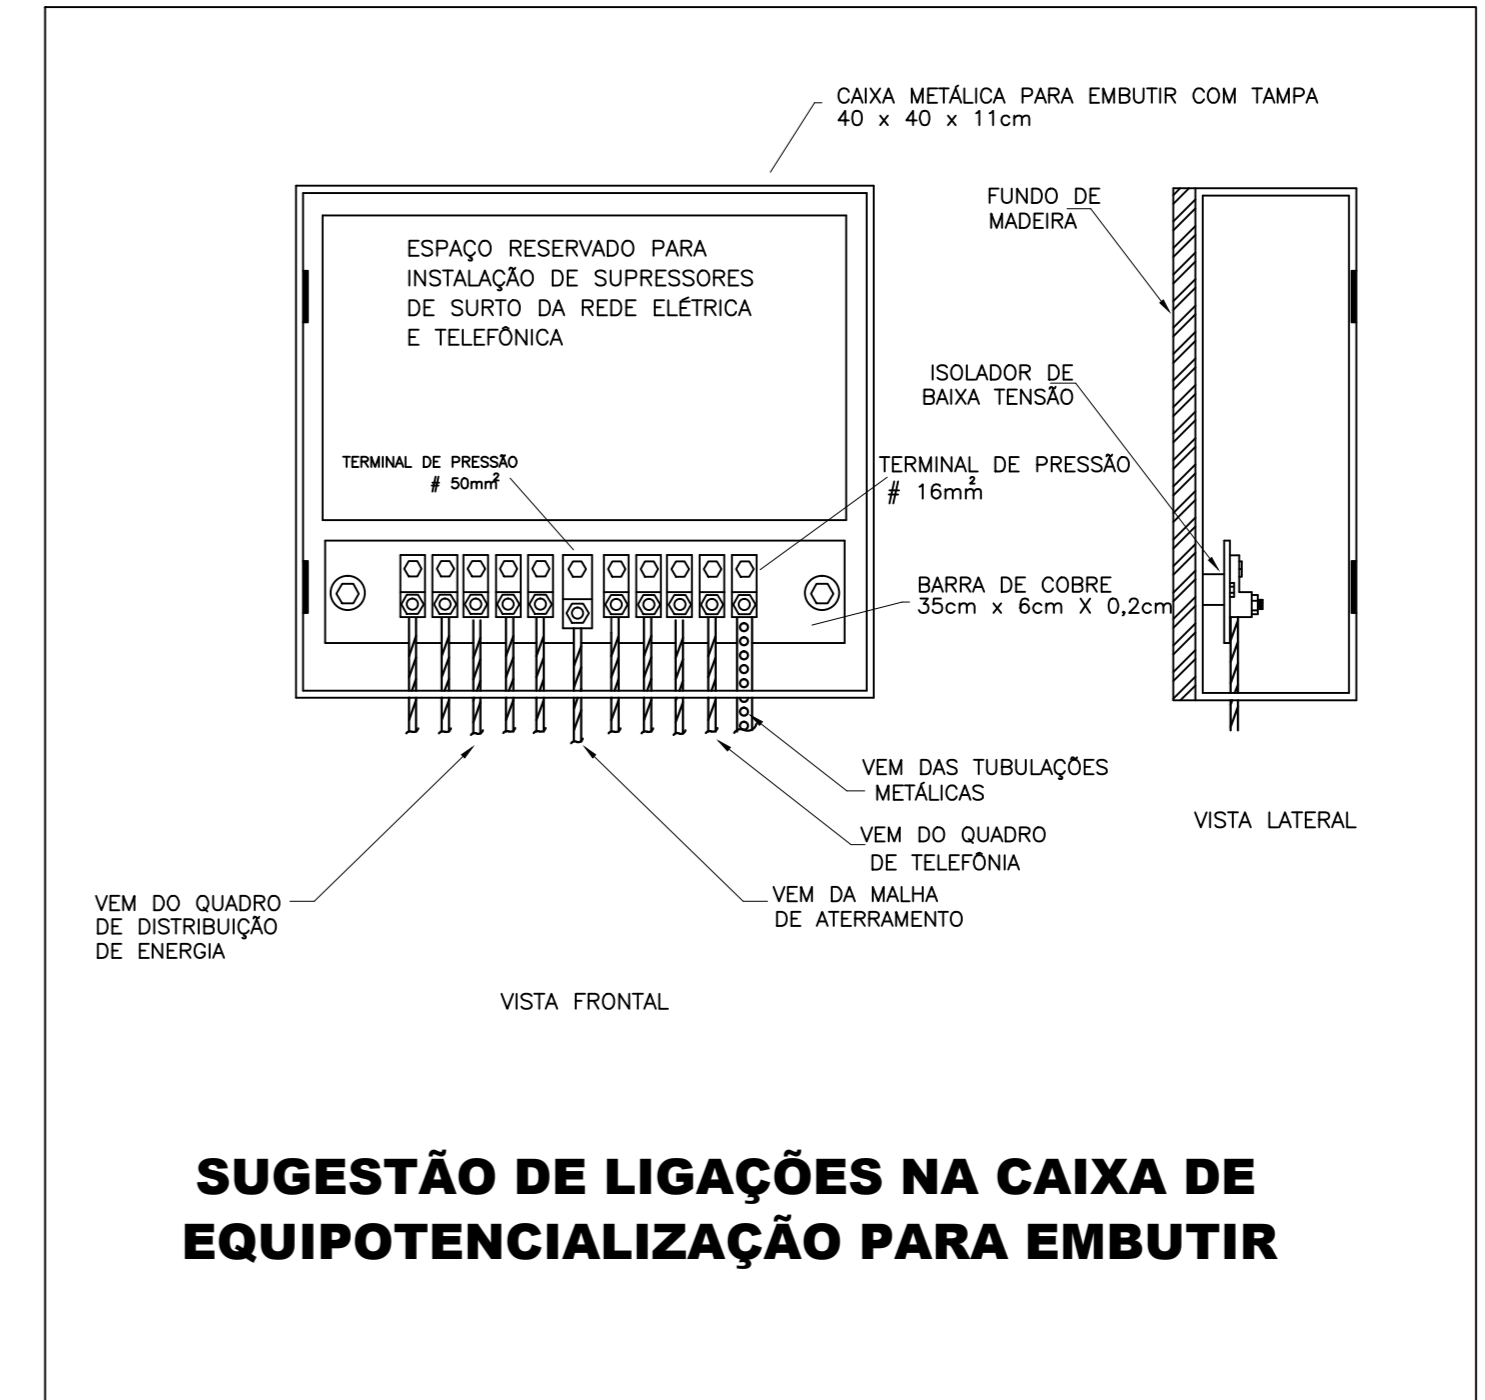 CAIXA METÁLICA PARA EMBUTIR COM TAMPA
40 x 40 x 11cm
FUNDO DE
MADEIRA
ESPAÇO RESERVADO PARA
INSTALAÇÃO DE SUPRESSORES
DE SURTO DA REDE ELÉTRICA
E TELEFÔNICA
ISOLADOR DE
BAIXA TENSÃO
TERMINAL DE PRESSÃO
# 50mm²
TERMINAL DE PRESSÃO
# 16mm²
BARRA DE COBRE
35cm x 6cm X 0,2cm
VEM DAS TUBULAÇÕES
METÁLICAS
VISTA LATERAL
VEM DO QUADRO
DE TELEFÔNIA
VEM DA MALHA
DE ATERRAMENTO
VEM DO QUADRO
DE DISTRIBUIÇÃO
DE ENERGIA
VISTA FRONTAL
SUGESTÃO DE LIGAÇÕES NA CAIXA DE
EQUIPOTENCIALIZAÇÃO PARA EMBUTIR